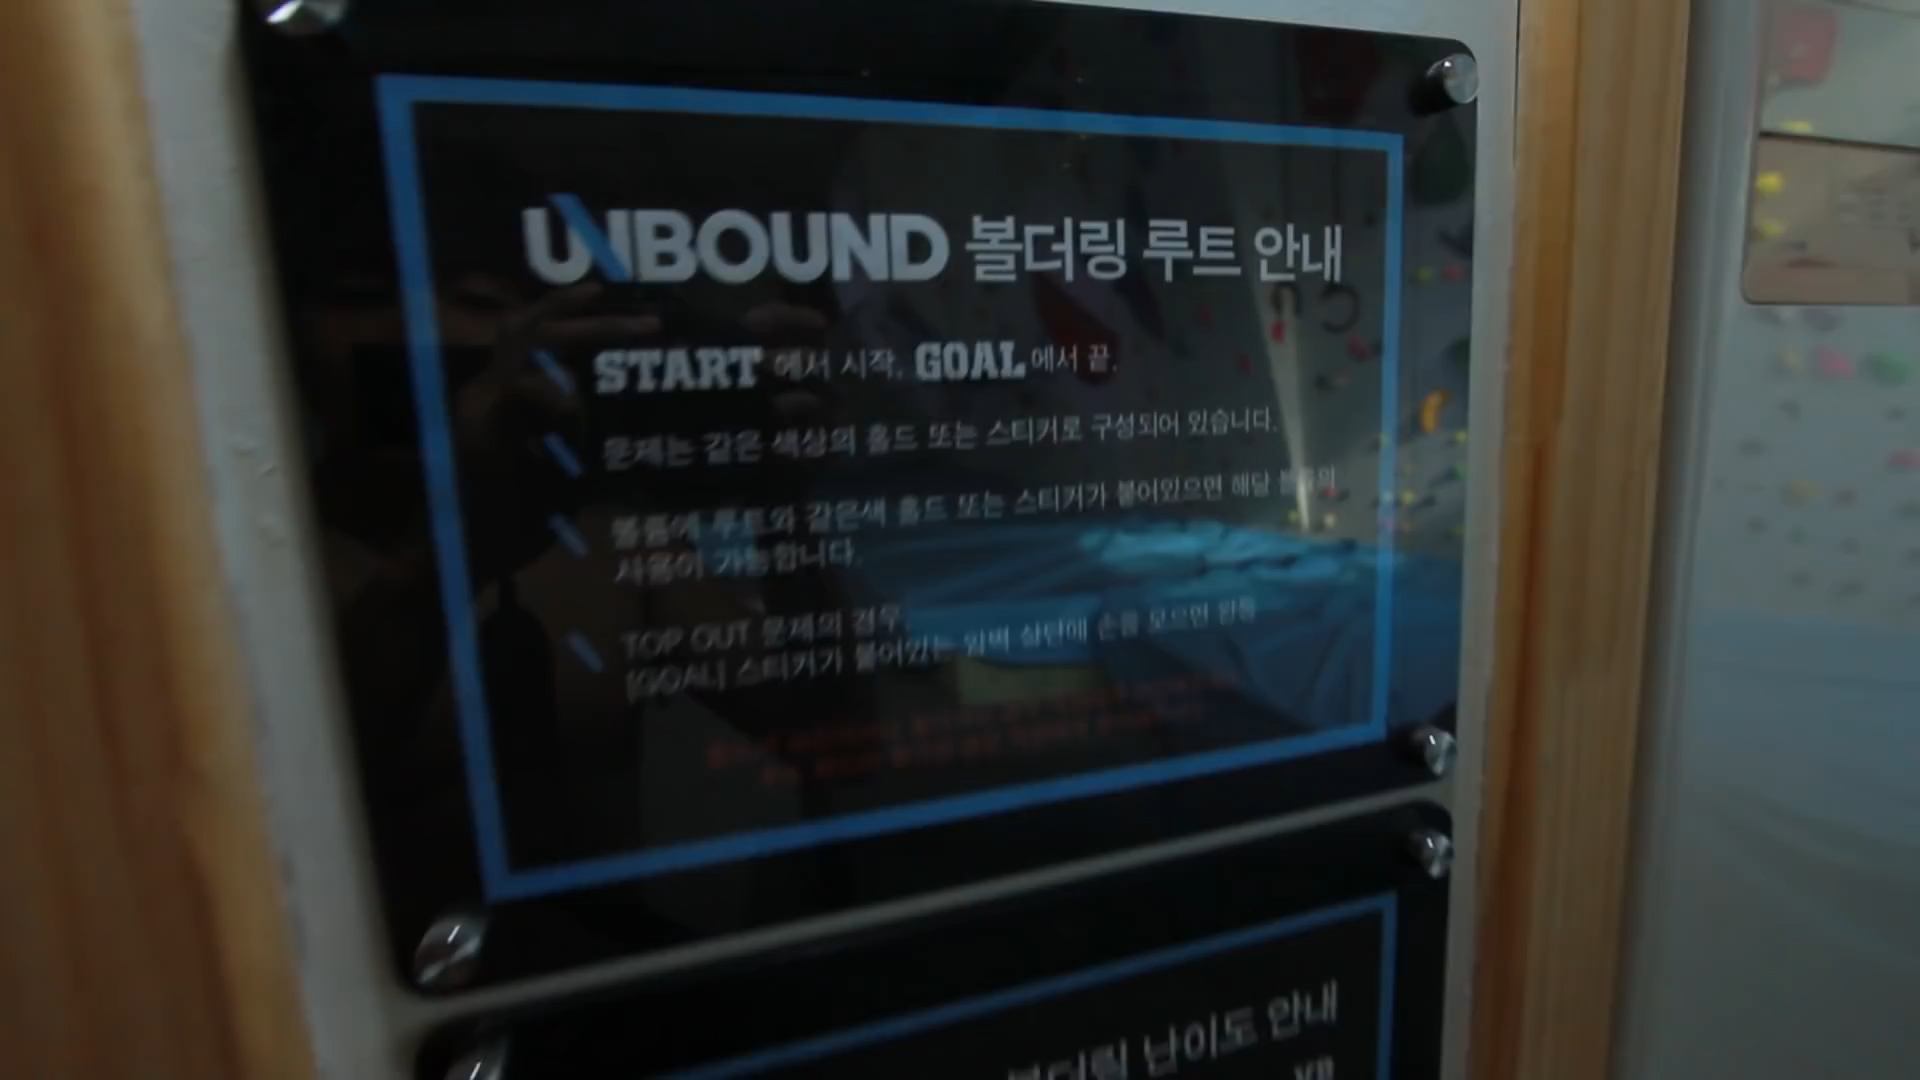 UNBOUND 볼더링 루트 안내
START 에서 시작, GOAL 에서 끝.
문제는 같은 색상의 홀드 또는 스티커로 구성되어 있습니다.
볼륨에 루트와 같은색 홀드 또는 스티커가 붙어있으면 해당 볼륨의
사용이 가능합니다.
TOP OUT 문제의 경우,
[GOAL] 스티커가 붙어있는 암벽 상단에 손을 모으면 완등
볼더링 난이도 안내